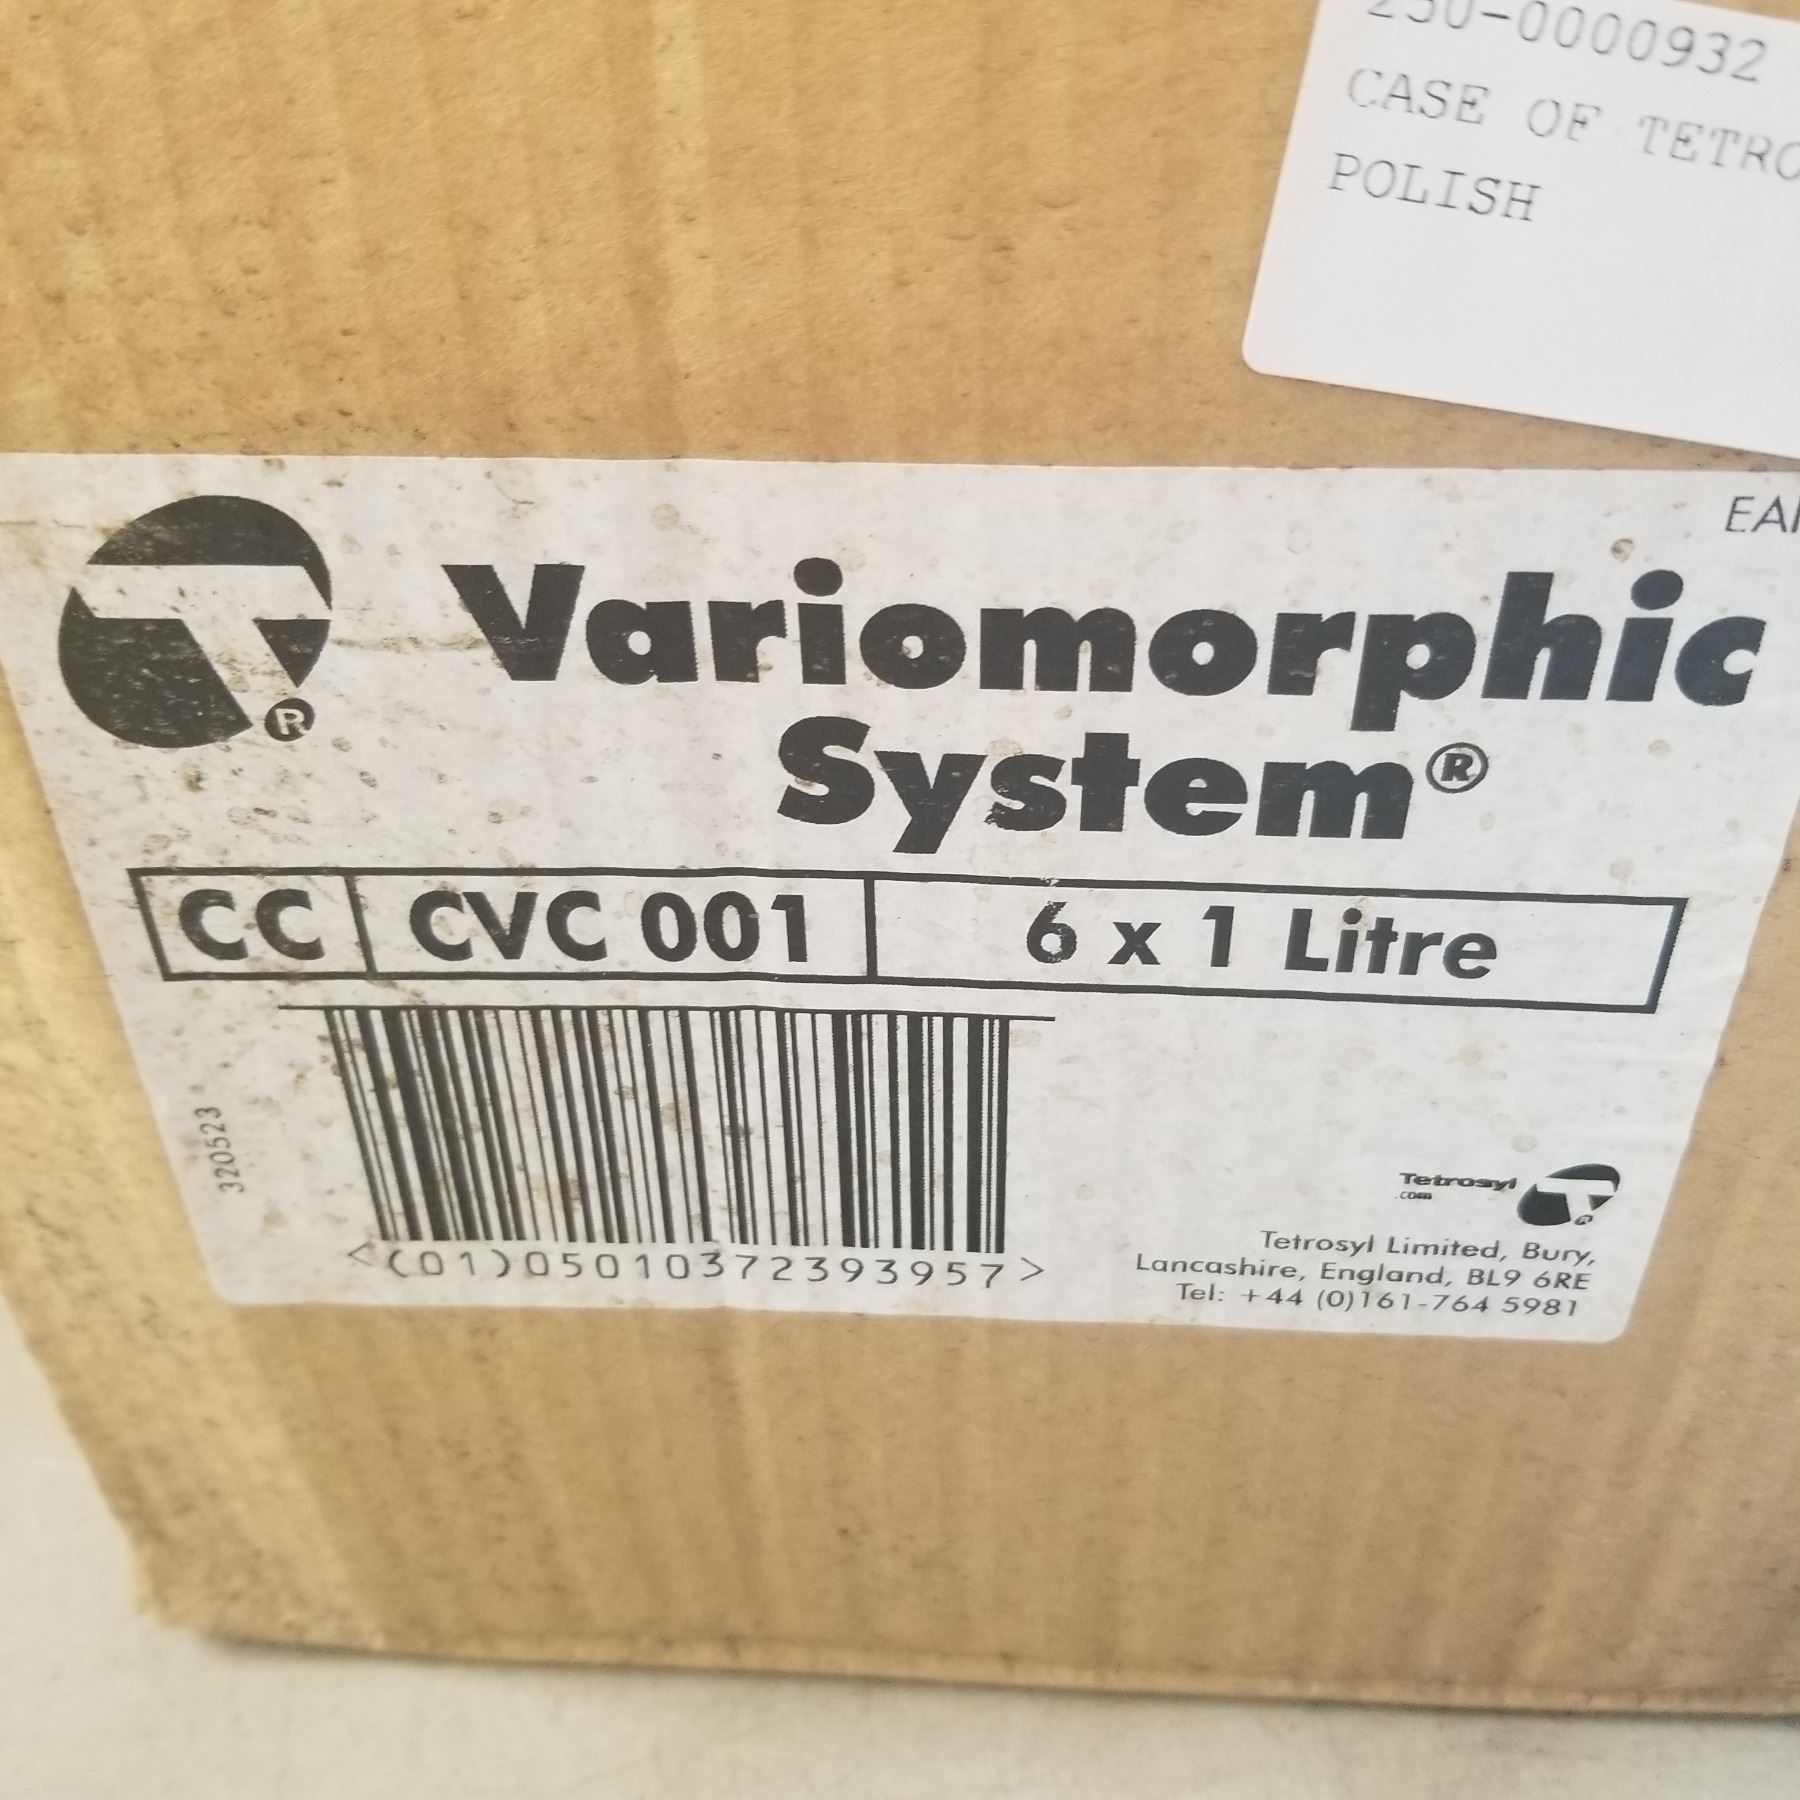 250-0000932
CASE OF TETRO
POLISH
EAN
T ®
Variomorphic
System®
CC CVC 001 6 x 1 Litre
320523
<(01)05010372393957>
Tetrosyl
.com
T ®
Tetrosyl Limited, Bury,
Lancashire, England, BL9 6RE
Tel: +44 (0)161-764 5981